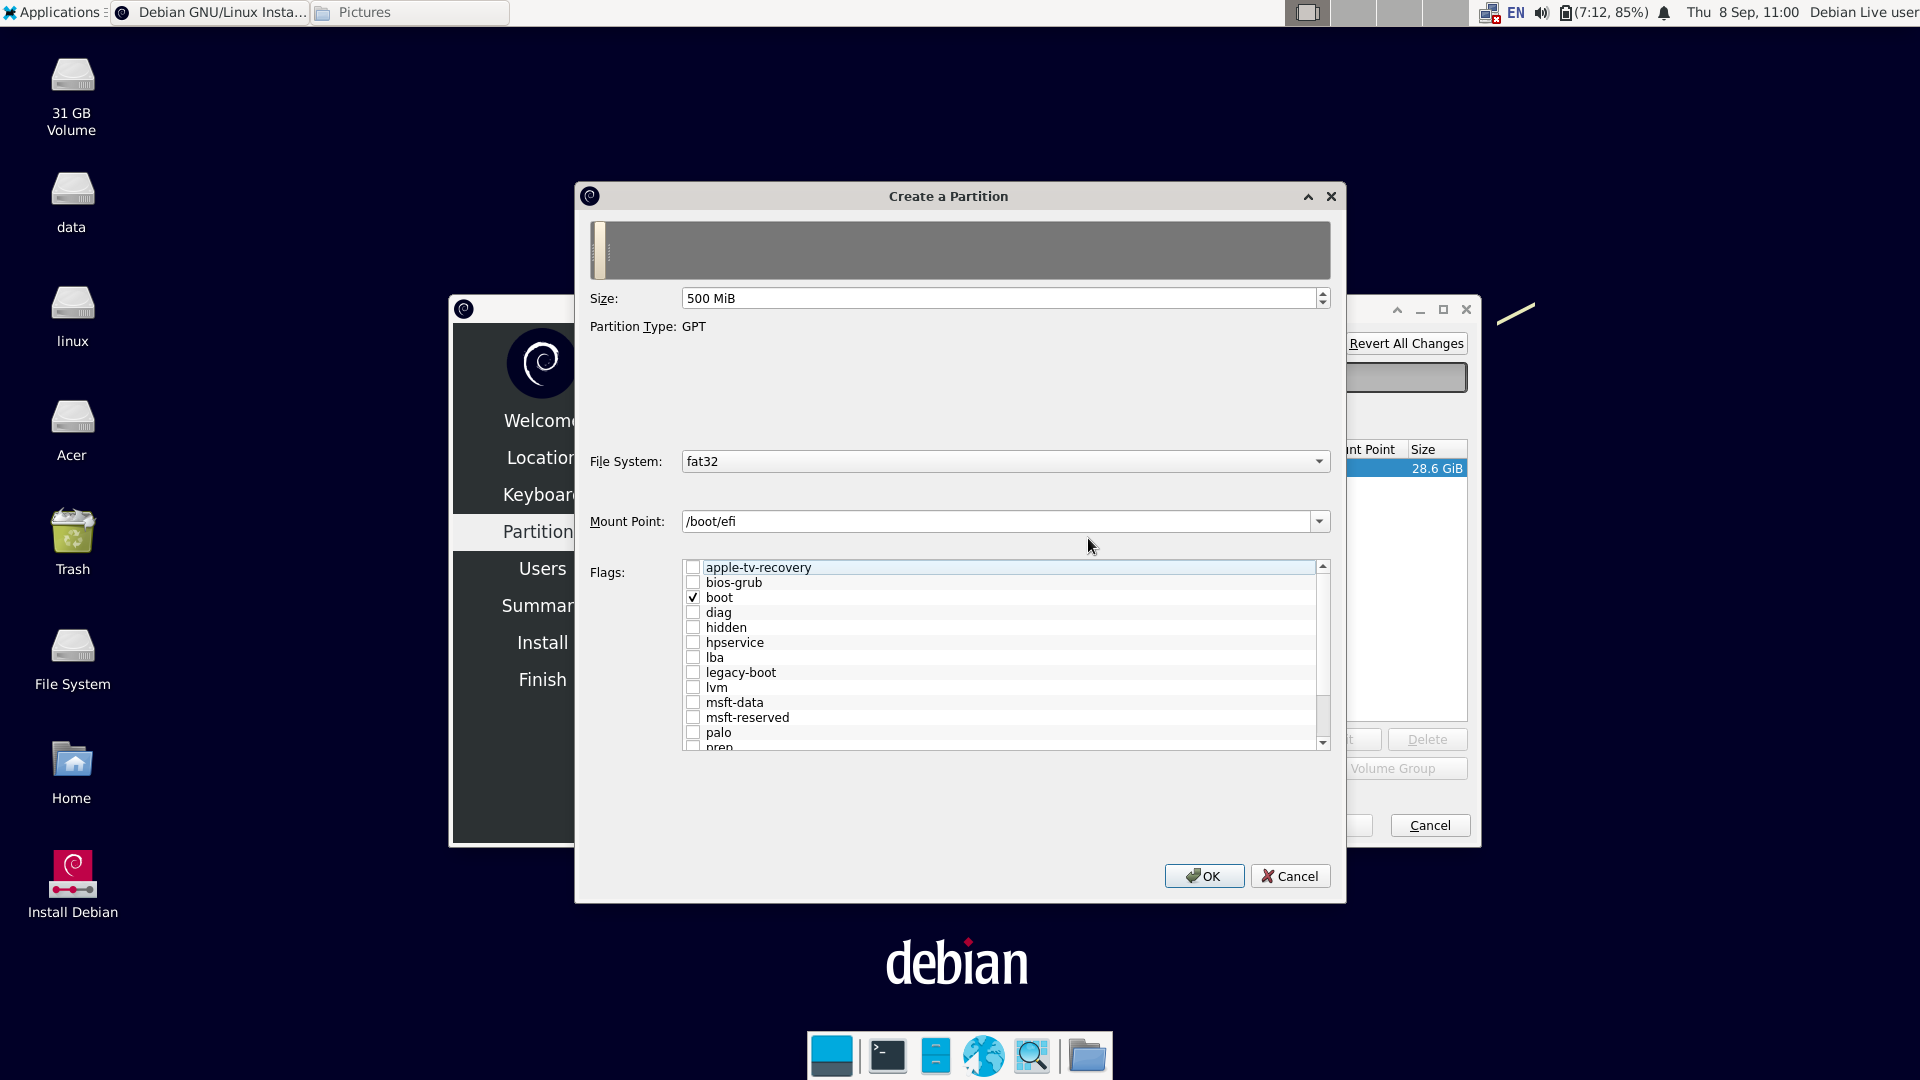 Applications
Debian GNU/Linux Insta...
Pictures
EN
(7:12, 85%)
Thu 8 Sep, 11:00
Debian Live user
31 GB
Volume
data
linux
Acer
Trash
File System
Home
Install Debian
Create a Partition
Size:
500 MiB
Partition Type: GPT
File System:
fat32
Mount Point:
/boot/efi
Flags:
apple-tv-recovery
bios-grub
boot
diag
hidden
hpservice
lba
legacy-boot
lvm
msft-data
msft-reserved
palo
prep
OK
Cancel
Welcome
Location
Keyboar
Partition
Users
Summar
Install
Finish
Revert All Changes
nt Point
Size
28.6 GiB
Delete
Volume Group
Cancel
debian